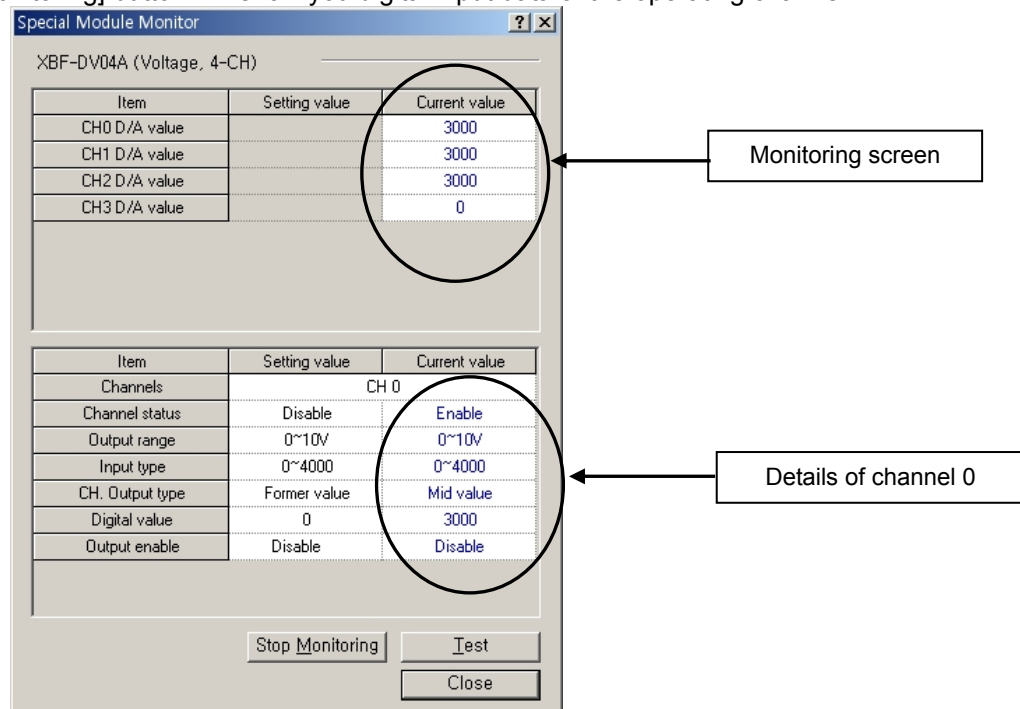 Special Module Monitor
XBF-DV04A (Voltage, 4-CH)
Item Setting value Current value
CH0 D/A value 3000
CH1 D/A value 3000
CH2 D/A value 3000
CH3 D/A value 0
Monitoring screen
Item Setting value Current value
Channels CH 0
Channel status Disable Enable
Output range 0~10V 0~10V
Input type 0~4000 0~4000
CH. Output type Former value Mid value
Digital value 0 3000
Output enable Disable Disable
Details of channel 0
Stop Monitoring Test
Close